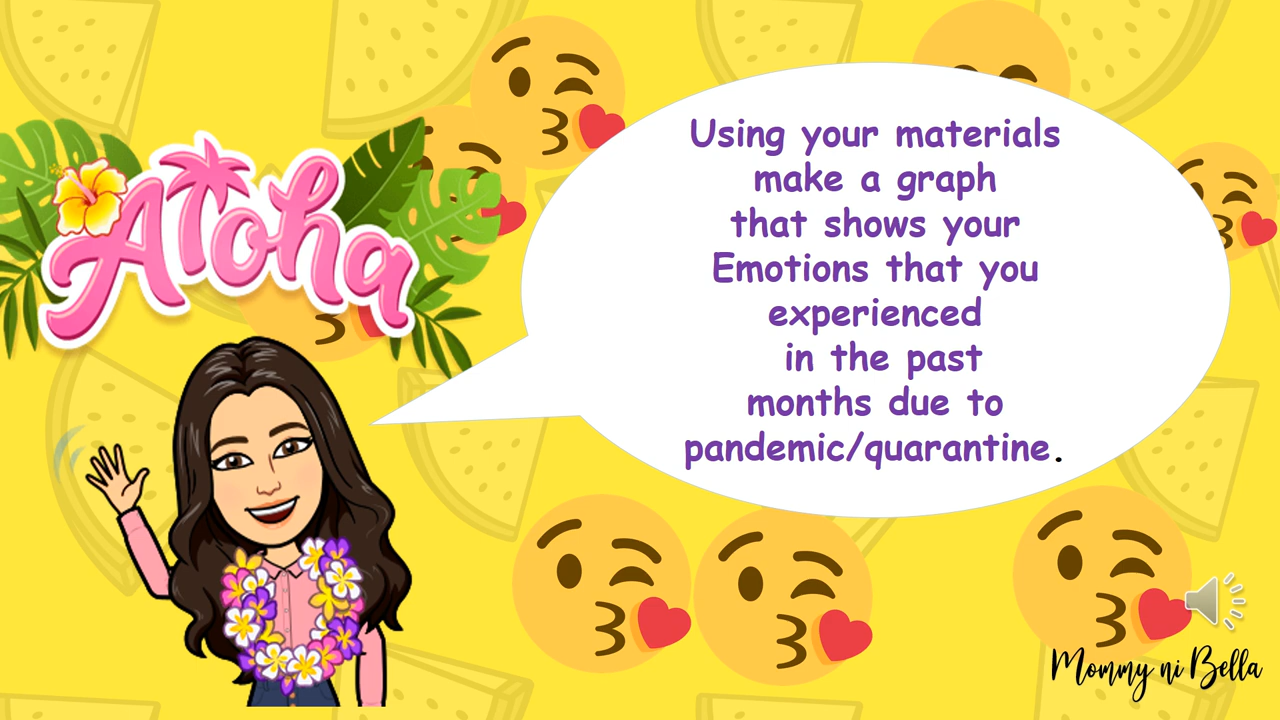 Aloha
Using your materials
make a graph
that shows your
Emotions that you
experienced
in the past
months due to
pandemic/quarantine.
Mommy ni Bella